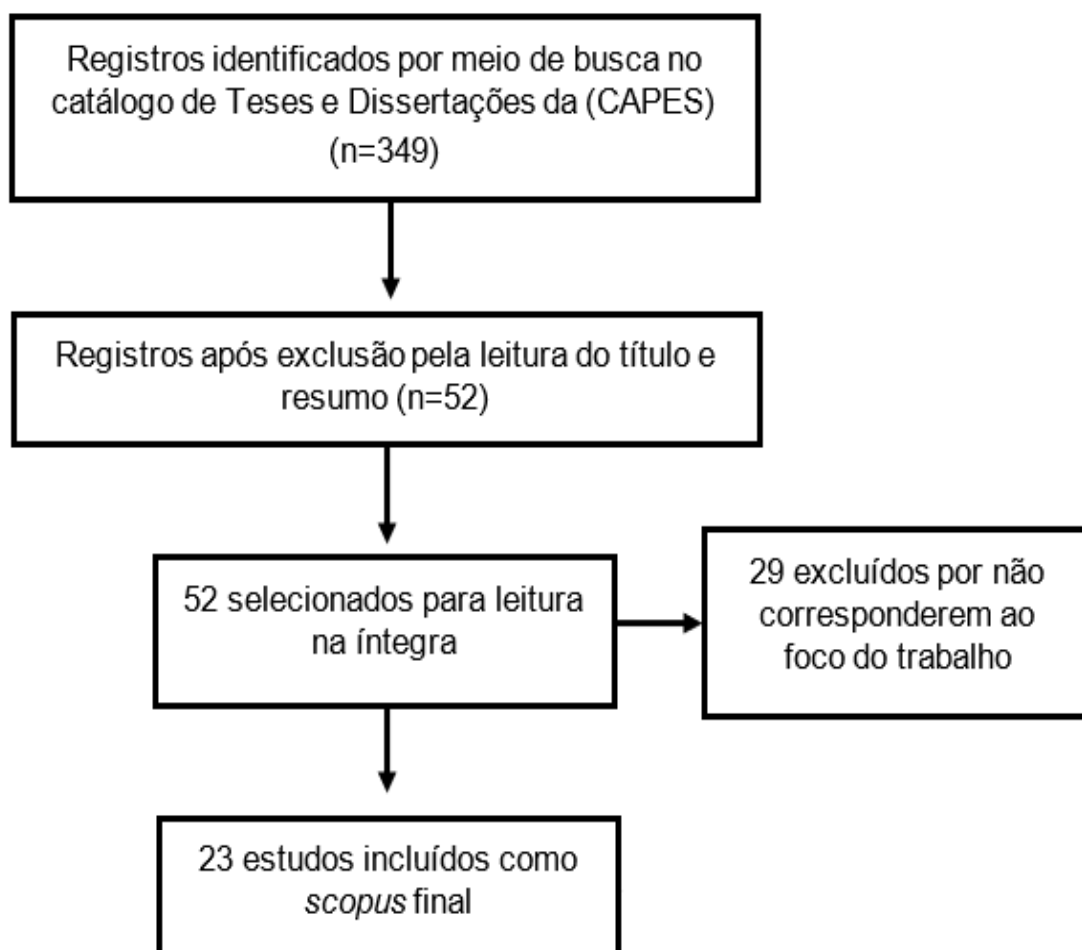 Registros identificados por meio de busca no
catálogo de Teses e Dissertações da (CAPES)
(n=349)
Registros após exclusão pela leitura do título e
resumo (n=52)
52 selecionados para leitura
na íntegra
29 excluídos por não
corresponderem ao
foco do trabalho
23 estudos incluídos como
scopus final